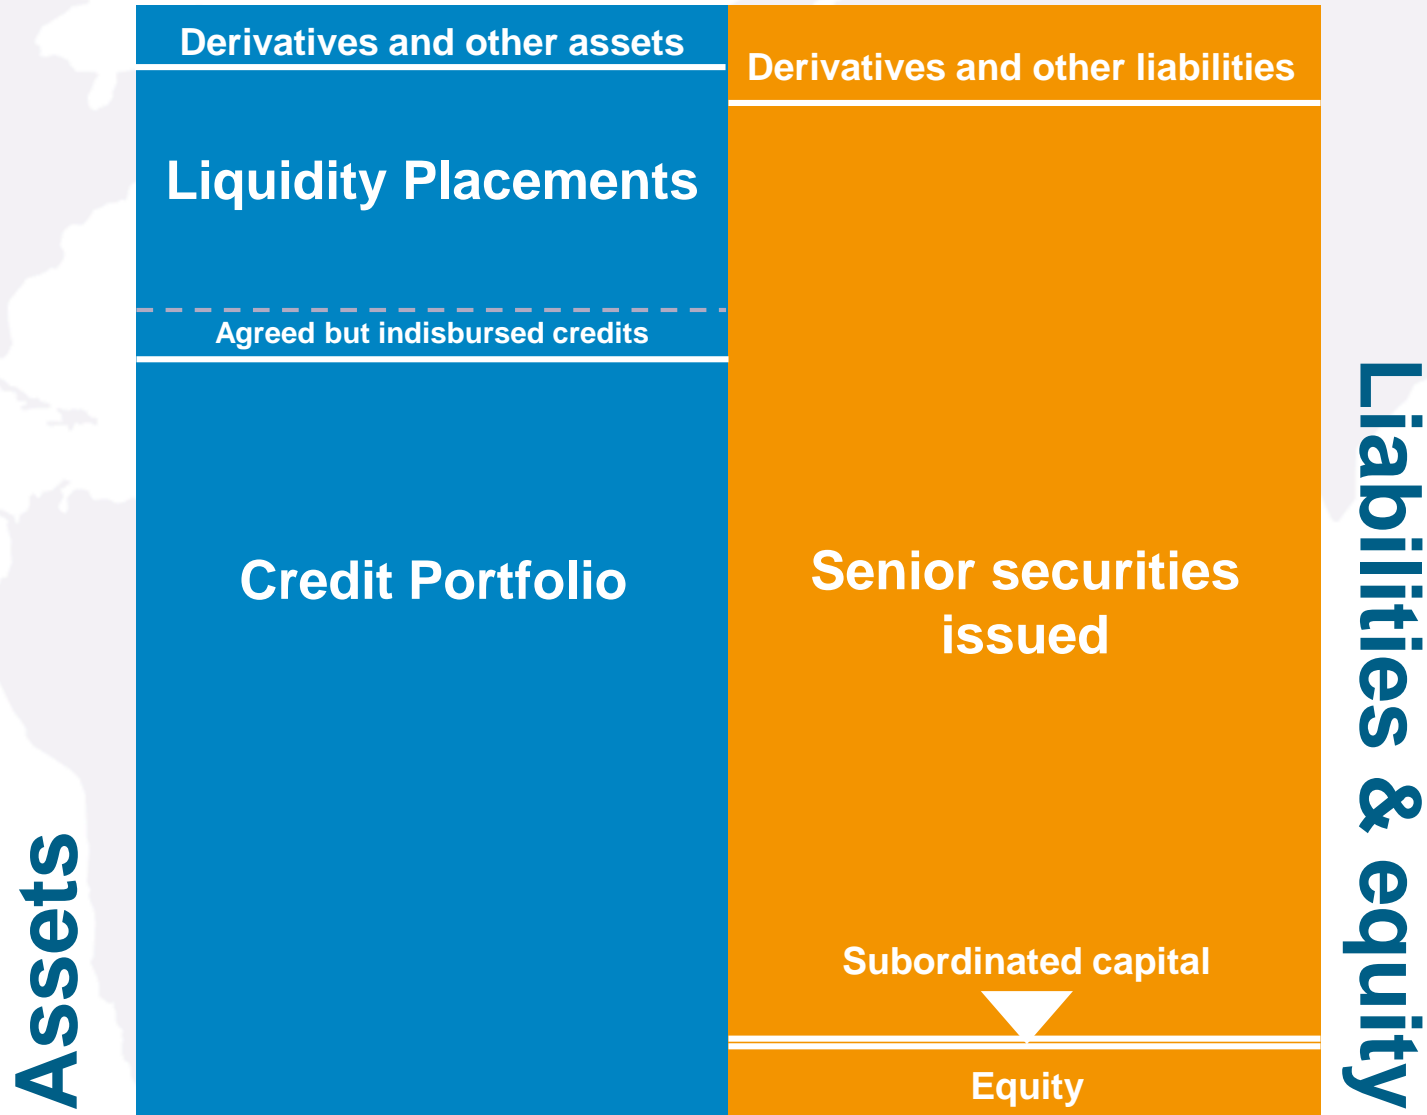 Assets
Derivatives and other assets
Liquidity Placements
Agreed but indisbursed credits
Credit Portfolio
Derivatives and other liabilities
Senior securities
issued
Subordinated capital
Equity
Liabilities & equity